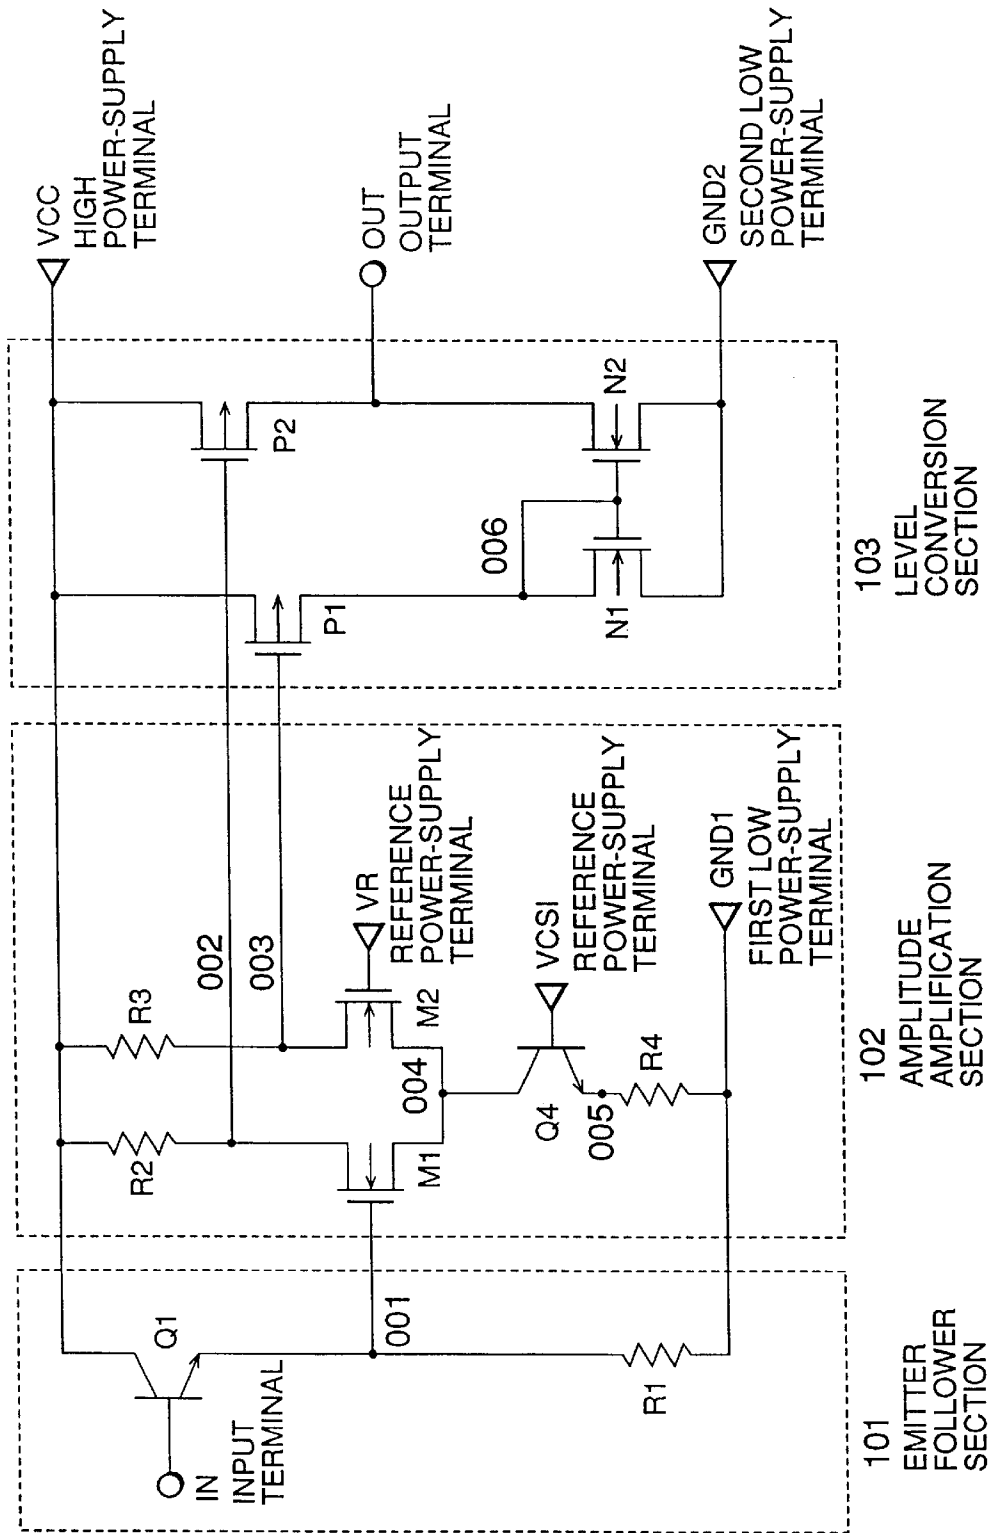 VCC
HIGH
POWER-SUPPLY
TERMINAL
OUT
OUTPUT
TERMINAL
GND2
SECOND LOW
POWER-SUPPLY
TERMINAL
P2
N2
P1
006
N1
103
LEVEL
CONVERSION
SECTION
R3
002
003
VR
REFERENCE
POWER-SUPPLY
TERMINAL
M2
R2
004
M1
VCSI
REFERENCE
POWER-SUPPLY
TERMINAL
Q4
005
R4
GND1
FIRST LOW
POWER-SUPPLY
TERMINAL
102
AMPLITUDE
AMPLIFICATION
SECTION
Q1
IN
INPUT
TERMINAL
001
R1
101
EMITTER
FOLLOWER
SECTION